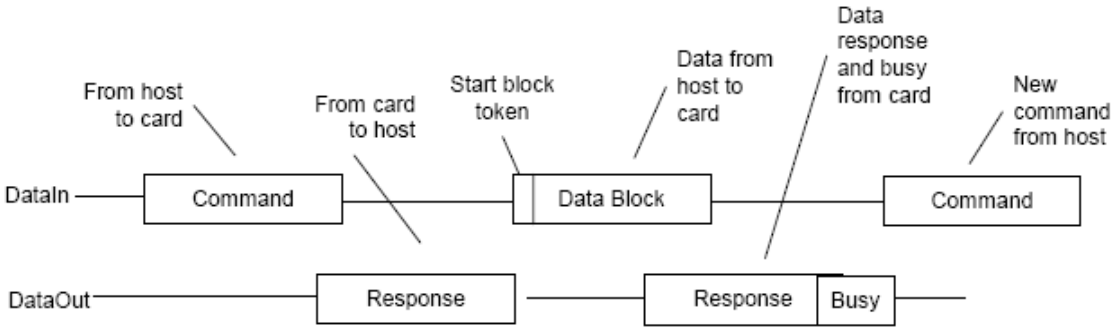 From host
to card
From card
to host
Start block
token
Data from
host to
card
Data
response
and busy
from card
New
command
from host
DataIn
Command
Data Block
Command
DataOut
Response
Response
Busy